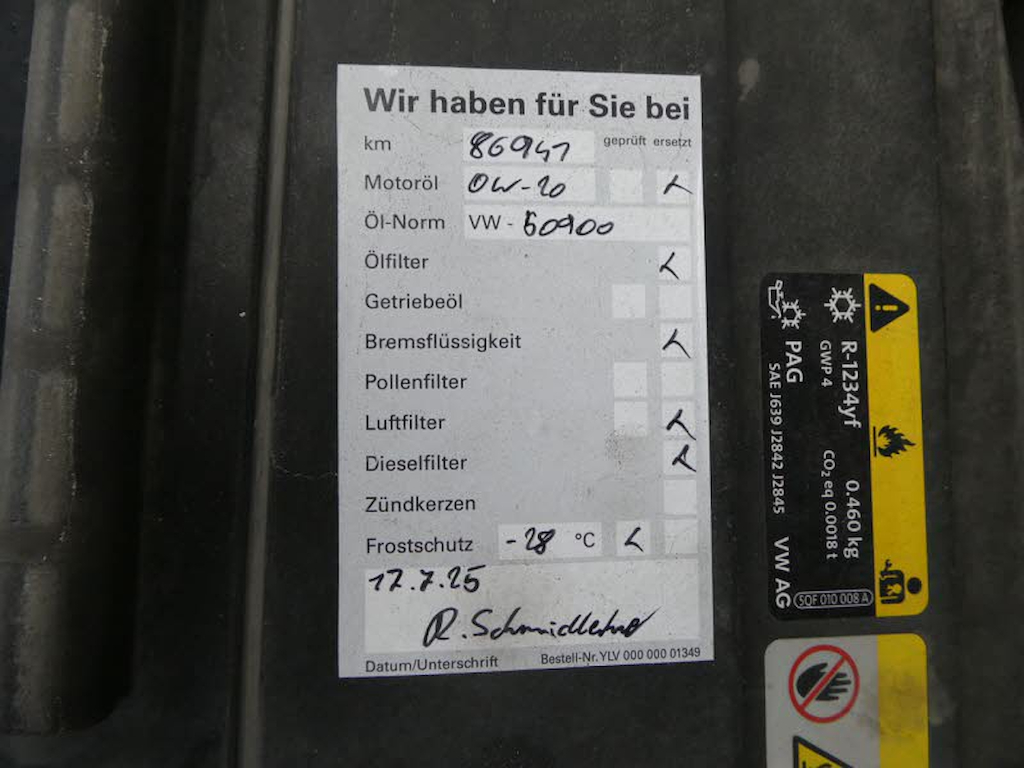 Wir haben für Sie bei
km 86941 geprüft ersetzt
Motoröl 0W-20
Öl-Norm VW - 50900
Ölfilter
Getriebeöl
Bremsflüssigkeit
Pollenfilter
Luftfilter
Dieselfilter
Zündkerzen
Frostschutz -28 °C
17.7.25
R.
Datum/Unterschrift Bestell-Nr. YLV 000 000 01349
R-1234yf 0.460 kg
GWP 4 CO₂ eq 0.0018 t
PAG VW AG
SAE J639 J2842 J2845
5QF 010 008 A